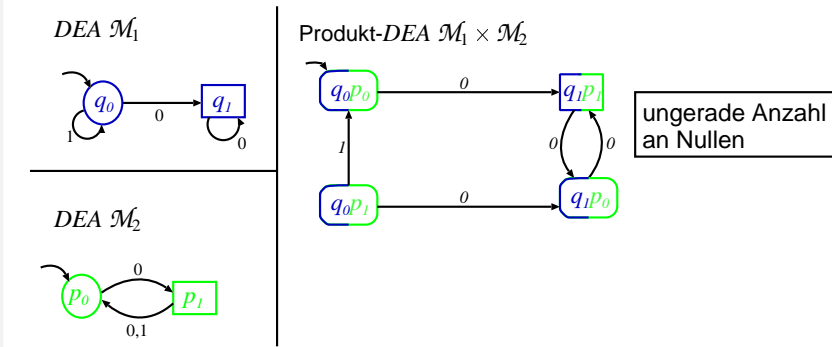 DEA ℳ₁
q₀
q₁
1
0
0
DEA ℳ₂
p₀
p₁
0
0,1
Produkt-DEA ℳ₁ × ℳ₂
q₀p₀
0
q₁p₁
1
0
0
q₀p₁
0
q₁p₀
ungerade Anzahl
an Nullen